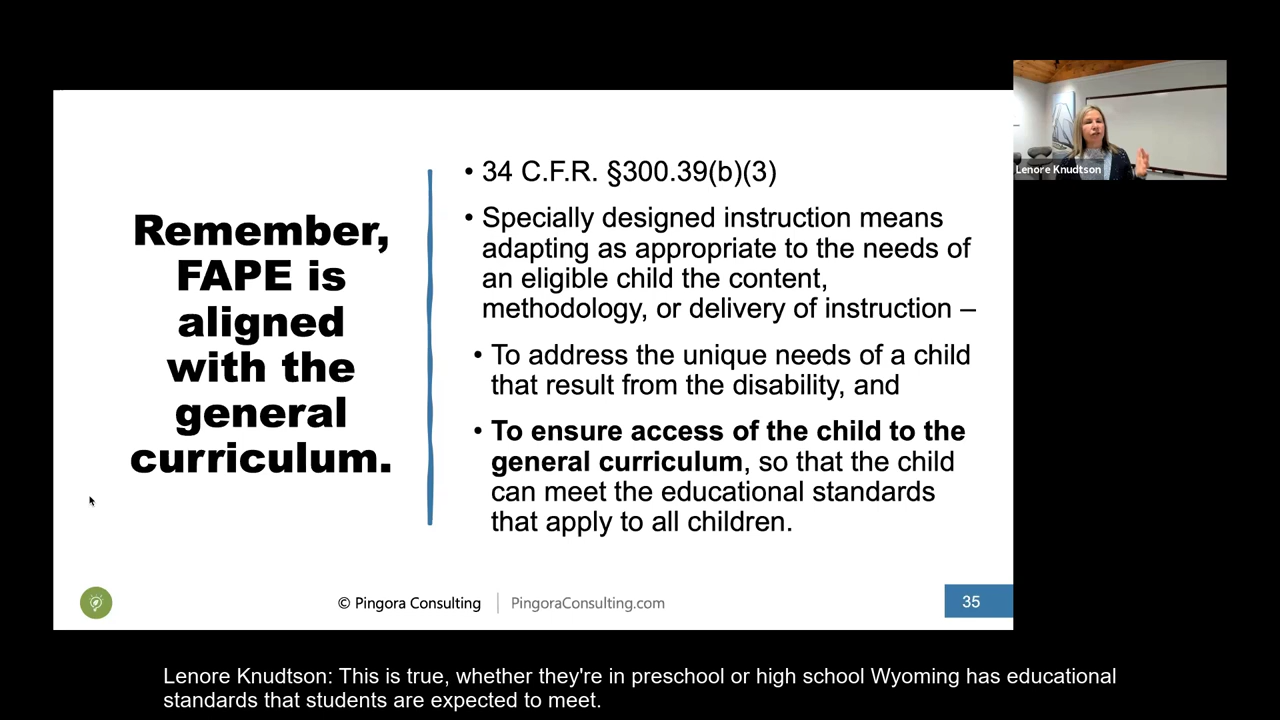 Remember,
FAPE is
aligned
with the
general
curriculum.
• 34 C.F.R. §300.39(b)(3)
• Specially designed instruction means
adapting as appropriate to the needs of
an eligible child the content,
methodology, or delivery of instruction –
• To address the unique needs of a child
that result from the disability, and
• To ensure access of the child to the
general curriculum, so that the child
can meet the educational standards
that apply to all children.
© Pingora Consulting
PingoraConsulting.com
35
Lenore Knudtson
Lenore Knudtson: This is true, whether they're in preschool or high school Wyoming has educational
standards that students are expected to meet.